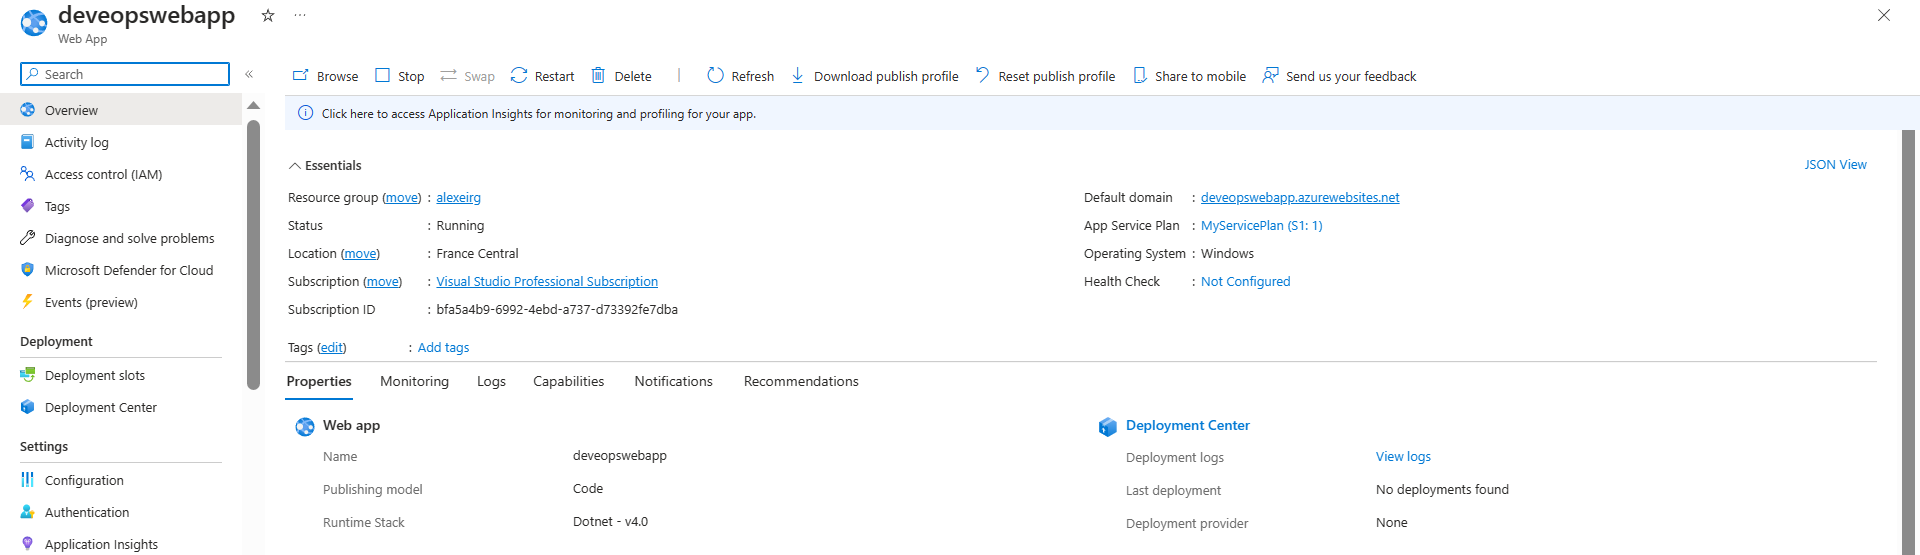 deveopswebapp
Web App
Search
Overview
Activity log
Access control (IAM)
Tags
Diagnose and solve problems
Microsoft Defender for Cloud
Events (preview)
Deployment
Deployment slots
Deployment Center
Settings
Configuration
Authentication
Application Insights
Browse Stop Swap Restart Delete Refresh Download publish profile Reset publish profile Share to mobile Send us your feedback
Click here to access Application Insights for monitoring and profiling for your app.
Essentials JSON View
Resource group (move) : alexeirg
Status : Running
Location (move) : France Central
Subscription (move) : Visual Studio Professional Subscription
Subscription ID : bfa5a4b9-6992-4ebd-a737-d73392fe7dba
Default domain : deveopswebapp.azurewebsites.net
App Service Plan : MyServicePlan (S1: 1)
Operating System : Windows
Health Check : Not Configured
Tags (edit) : Add tags
Properties Monitoring Logs Capabilities Notifications Recommendations
Web app
Name deveopswebapp
Publishing model Code
Runtime Stack Dotnet - v4.0
Deployment Center
Deployment logs View logs
Last deployment No deployments found
Deployment provider None